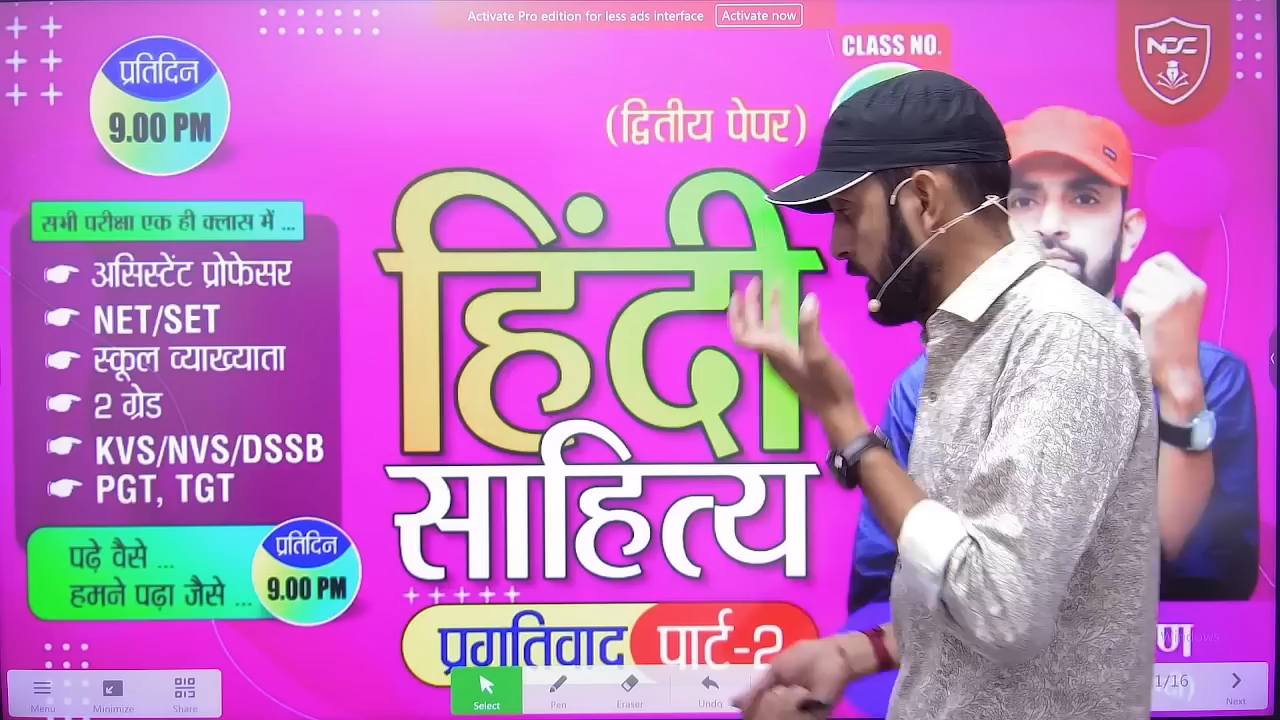 Activate Pro edition for less ads interface
Activate now
CLASS NO.
NDC
प्रतिदिन
9.00 PM
(द्वितीय पेपर)
हिंदी
साहित्य
सभी परीक्षा एक ही क्लास में ...
असिस्टेंट प्रोफेसर
NET/SET
स्कूल व्याख्याता
2 ग्रेड
KVS/NVS/DSSB
PGT, TGT
पढ़े वैसे ...
हमने पढ़ा जैसे ...
प्रतिदिन
9.00 PM
प्रगतिवाद पार्ट-2
Windows
Menu
Minimize
Share
Select
Pen
Eraser
Undo
1/16
Next